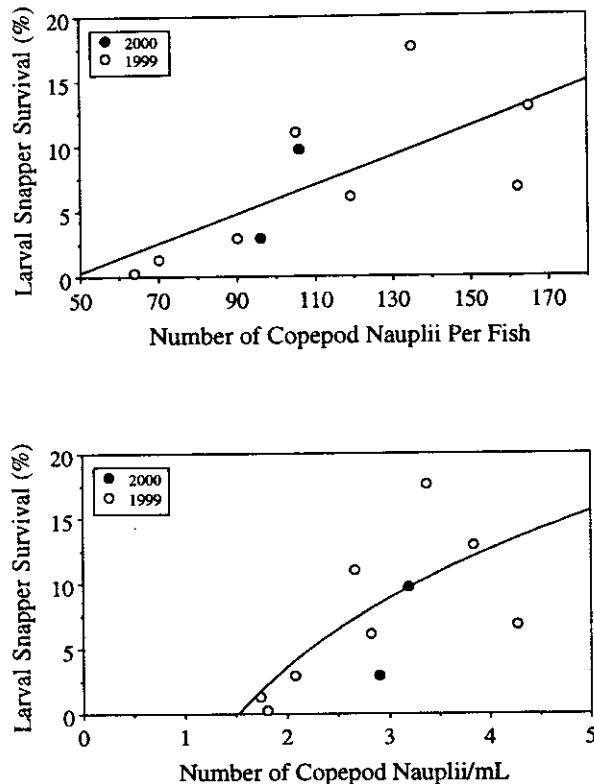 Larval Snapper Survival (%)
20
15
10
5
0
2000
1999
50 70 90 110 130 150 170
Number of Copepod Nauplii Per Fish
Larval Snapper Survival (%)
20
15
10
5
0
2000
1999
0 1 2 3 4 5
Number of Copepod Nauplii/mL